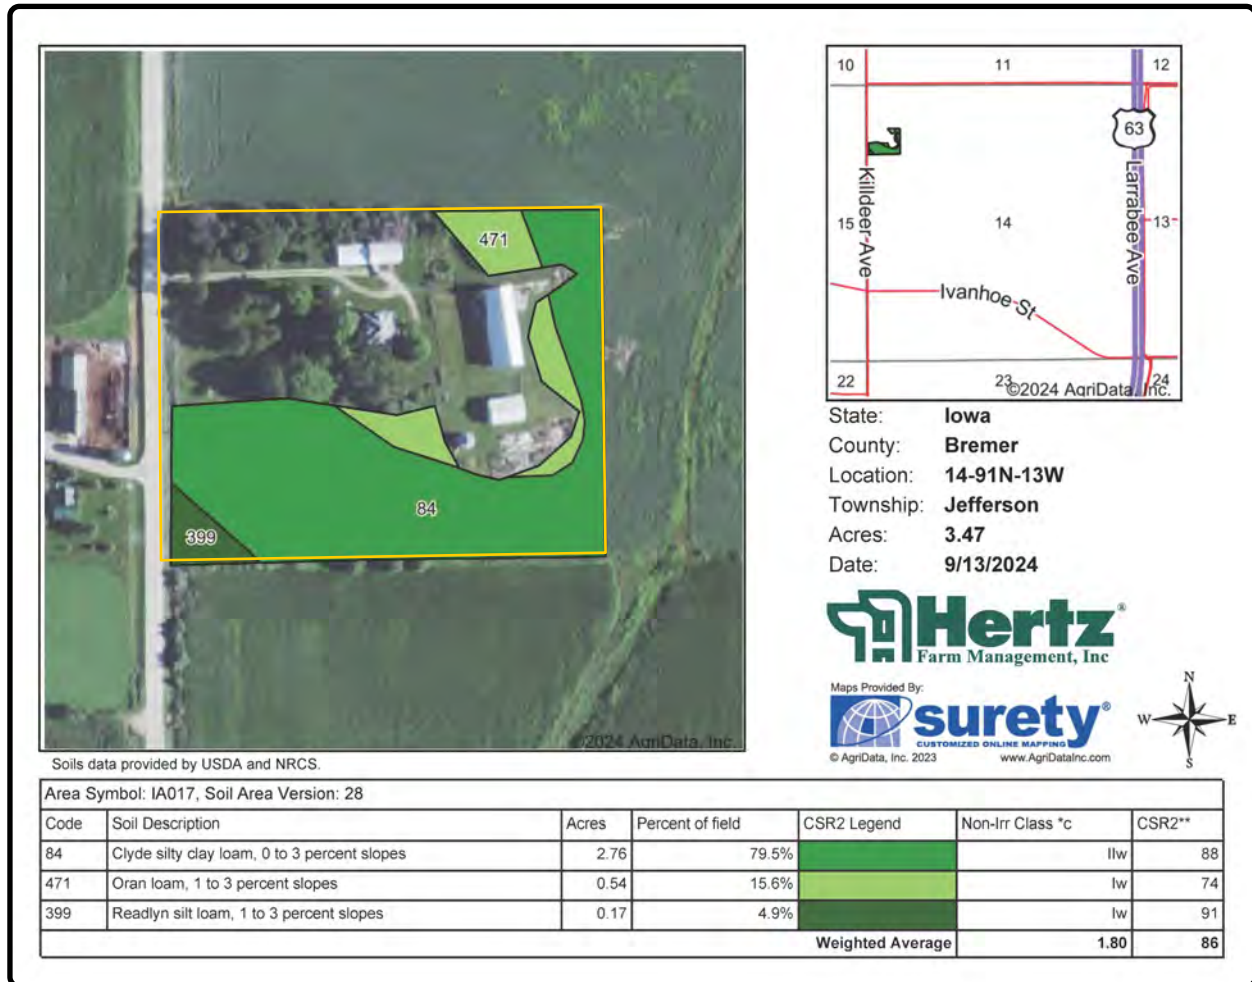 471
84
399
©2024 AgriData, Inc.
Soils data provided by USDA and NRCS.
10
11
12
63
Killdeer Ave
Larrabee Ave
15
14
13
Ivanhoe St
22
23
24
©2024 AgriData, Inc.
State: Iowa
County: Bremer
Location: 14-91N-13W
Township: Jefferson
Acres: 3.47
Date: 9/13/2024
Hertz®
Farm Management, Inc
Maps Provided By:
surety®
CUSTOMIZED ONLINE MAPPING
© AgriData, Inc. 2023 www.AgriDataInc.com
N
W E
S
Area Symbol: IA017, Soil Area Version: 28
Code Soil Description Acres Percent of field CSR2 Legend Non-Irr Class *c CSR2**
84 Clyde silty clay loam, 0 to 3 percent slopes 2.76 79.5% IIw 88
471 Oran loam, 1 to 3 percent slopes 0.54 15.6% Iw 74
399 Readlyn silt loam, 1 to 3 percent slopes 0.17 4.9% Iw 91
Weighted Average 1.80 86